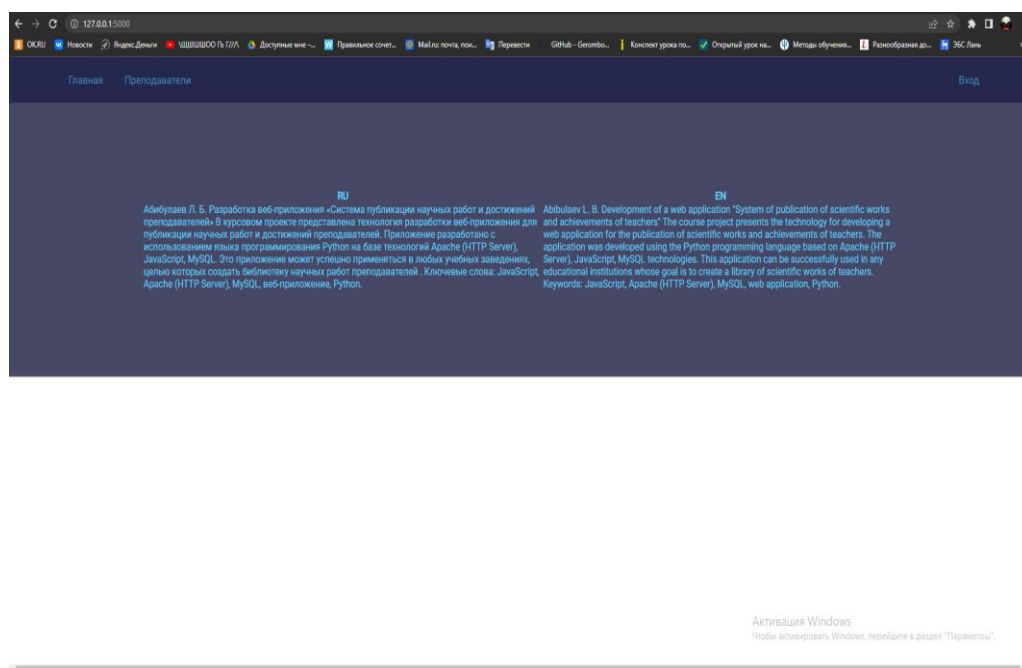 127.0.0.1:5000
OK.RU Новости Яндекс.Деньги Доступные мне –... Правильное сочет... Mail.ru: почта, пои... Перевести GitHub - Gerombo... Конспект урока по... Открытый урок на... Методы обучения... Разнообразная до... ЭБС Лань
Главная Преподаватели Вход
RU
Абибулаев Л. Б. Разработка веб-приложения «Система публикации научных работ и достижений
преподавателей» В курсовом проекте представлена технология разработки веб-приложения для
публикации научных работ и достижений преподавателей. Приложение разработано с
использованием языка программирования Python на базе технологий Apache (HTTP Server),
JavaScript, MySQL. Это приложение может успешно применяться в любых учебных заведениях,
целью которых создать библиотеку научных работ преподавателей . Ключевые слова: JavaScript,
Apache (HTTP Server), MySQL, веб-приложение, Python.
EN
Abibulaev L. B. Development of a web application "System of publication of scientific works
and achievements of teachers" The course project presents the technology for developing a
web application for the publication of scientific works and achievements of teachers. The
application was developed using the Python programming language based on Apache (HTTP
Server), JavaScript, MySQL technologies. This application can be successfully used in any
educational institutions whose goal is to create a library of scientific works of teachers.
Keywords: JavaScript, Apache (HTTP Server), MySQL, web application, Python.
Активация Windows
Чтобы активировать Windows, перейдите в раздел "Параметры".